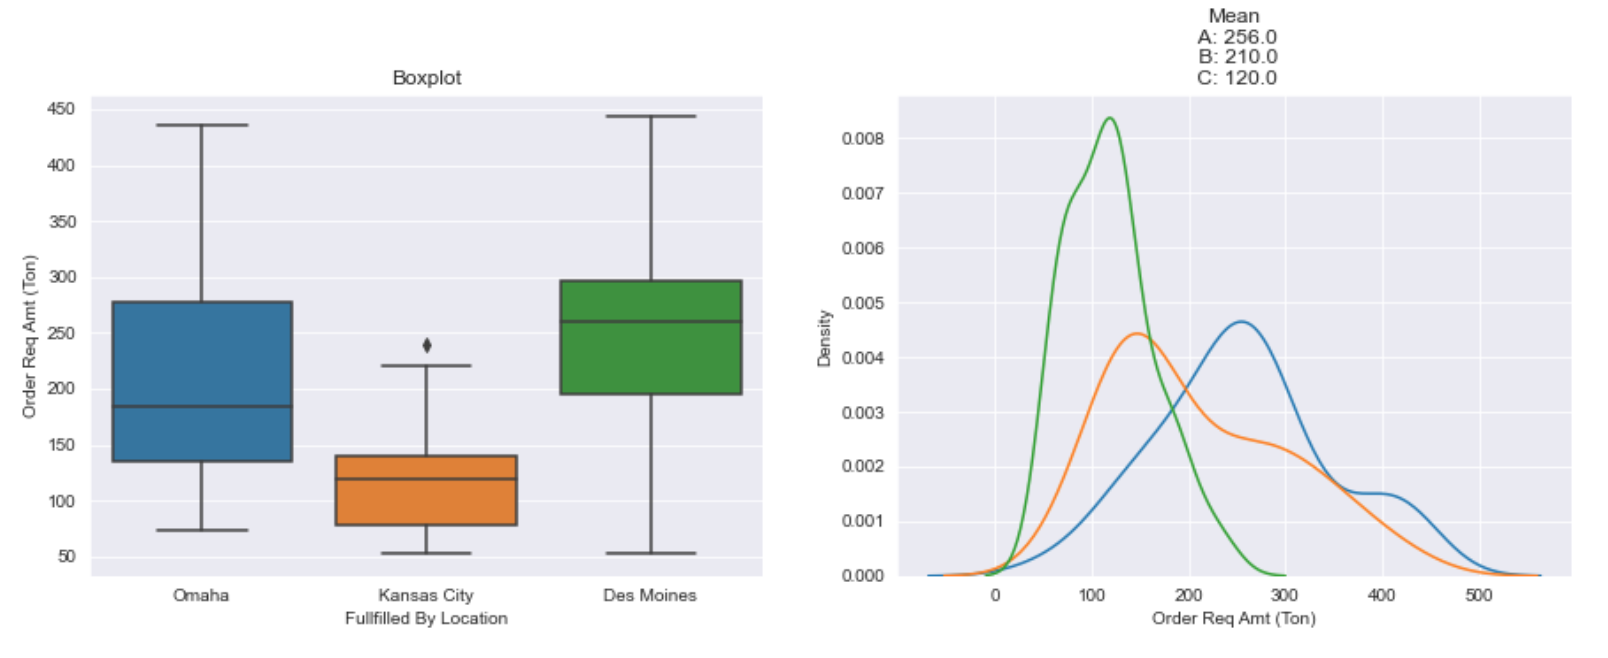 Boxplot
450
400
350
300
250
200
150
100
50
Order Req Amt (Ton)
Omaha
Kansas City
Des Moines
Fullfilled By Location
Mean
A: 256.0
B: 210.0
C: 120.0
0.008
0.007
0.006
0.005
0.004
0.003
0.002
0.001
0.000
Density
0
100
200
300
400
500
Order Req Amt (Ton)